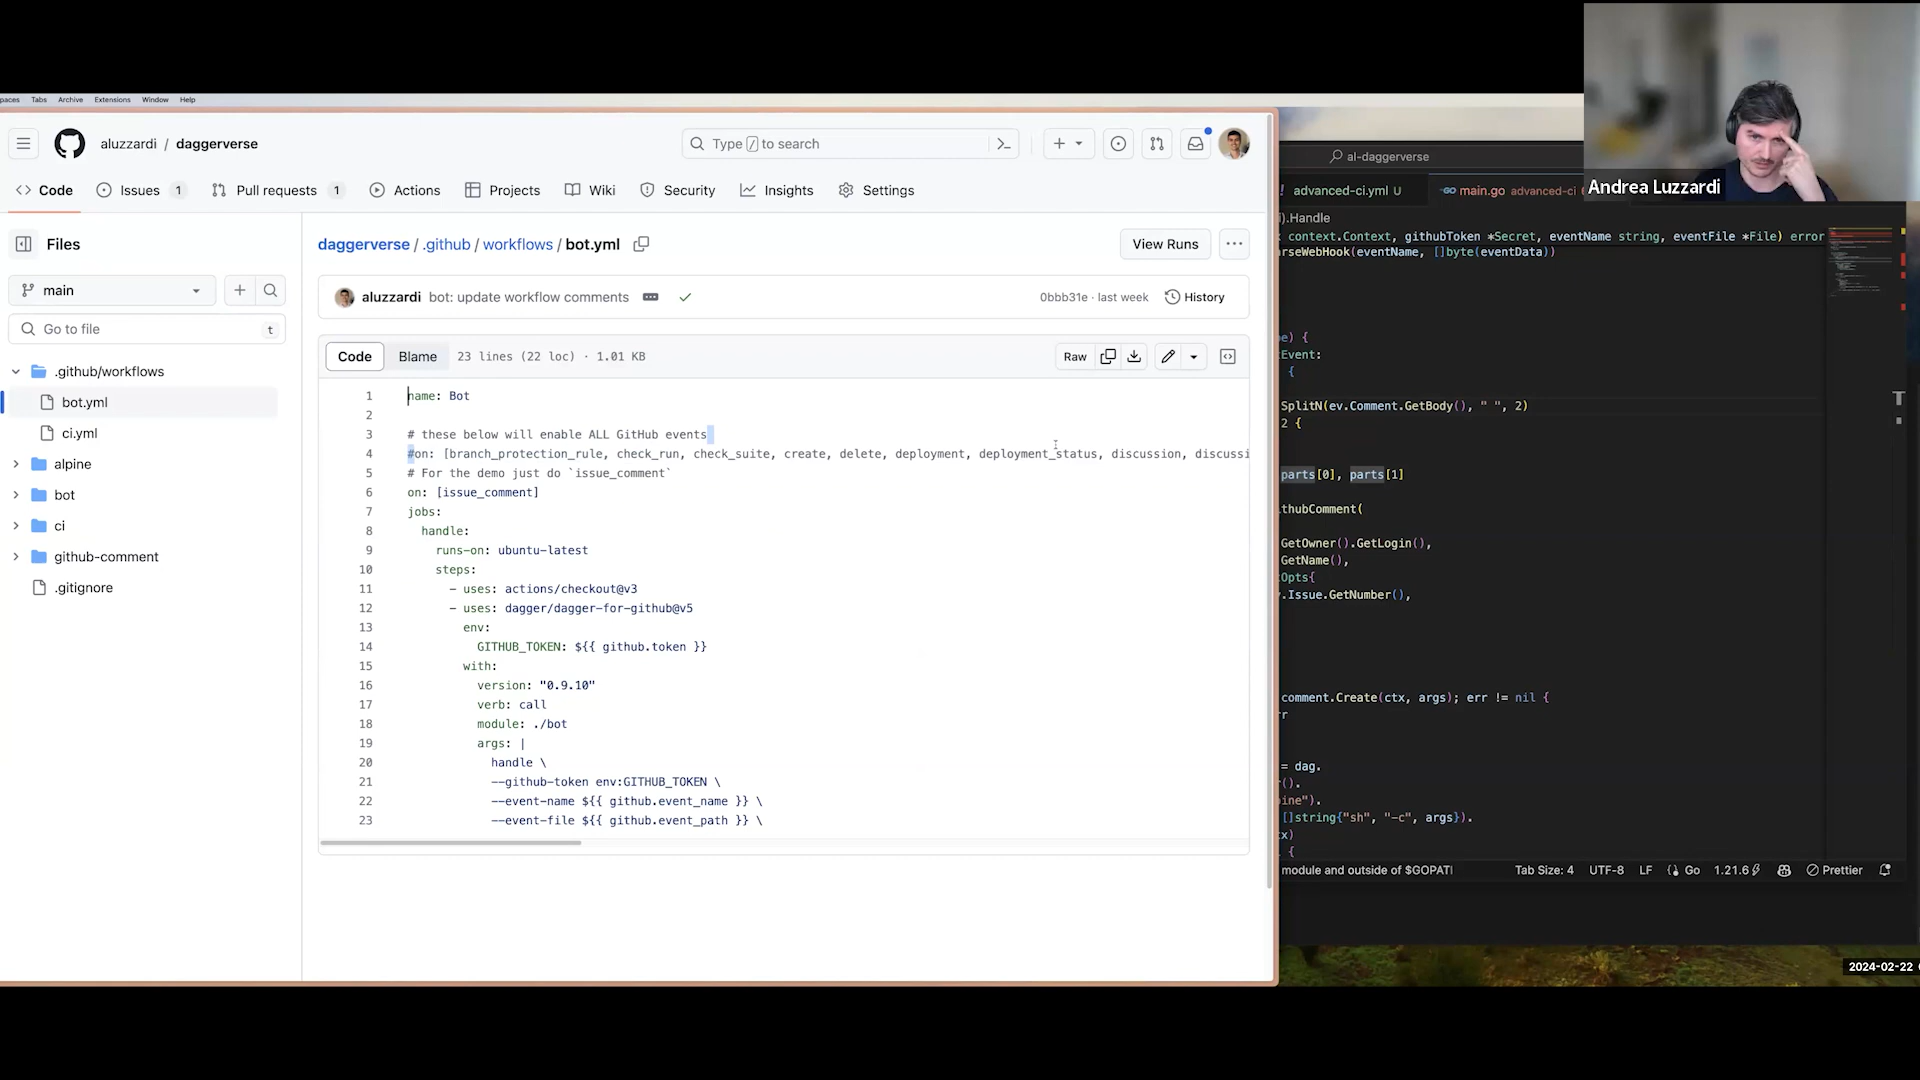 paces Tabs Archive Extensions Window Help
aluzzardi / daggerverse
Type / to search
Code
Issues 1
Pull requests 1
Actions
Projects
Wiki
Security
Insights
Settings
Files
main
Go to file t
.github/workflows
bot.yml
ci.yml
alpine
bot
ci
github-comment
.gitignore
daggerverse / .github / workflows / bot.yml
View Runs
aluzzardi bot: update workflow comments
0bbb31e · last week History
Code Blame 23 lines (22 loc) · 1.01 KB
Raw
1 name: Bot
2
3 # these below will enable ALL GitHub events
4 #on: [branch_protection_rule, check_run, check_suite, create, delete, deployment, deployment_status, discussion, discussi
5 # For the demo just do `issue_comment`
6 on: [issue_comment]
7 jobs:
8 handle:
9 runs-on: ubuntu-latest
10 steps:
11 - uses: actions/checkout@v3
12 - uses: dagger/dagger-for-github@v5
13 env:
14 GITHUB_TOKEN: ${{ github.token }}
15 with:
16 version: "0.9.10"
17 verb: call
18 module: ./bot
19 args: |
20 handle \
21 --github-token env:GITHUB_TOKEN \
22 --event-name ${{ github.event_name }} \
23 --event-file ${{ github.event_path }} \
Andrea Luzzardi
al-daggerverse
advanced-ci.yml U
main.go advanced-ci
).Handle
context.Context, githubToken *Secret, eventName string, eventFile *File) error
rseWebHook(eventName, []byte(eventData))
e) {
tEvent:
{
SplitN(ev.Comment.GetBody(), " ", 2)
2 {
parts[0], parts[1]
thubComment(
GetOwner().GetLogin(),
GetName(),
Opts{
.Issue.GetNumber(),
comment.Create(ctx, args); err != nil {
rr
= dag.
().
ine").
[]string{"sh", "-c", args}).
x)
{
module and outside of $GOPAT
Tab Size: 4 UTF-8 LF Go 1.21.6 Prettier
2024-02-22